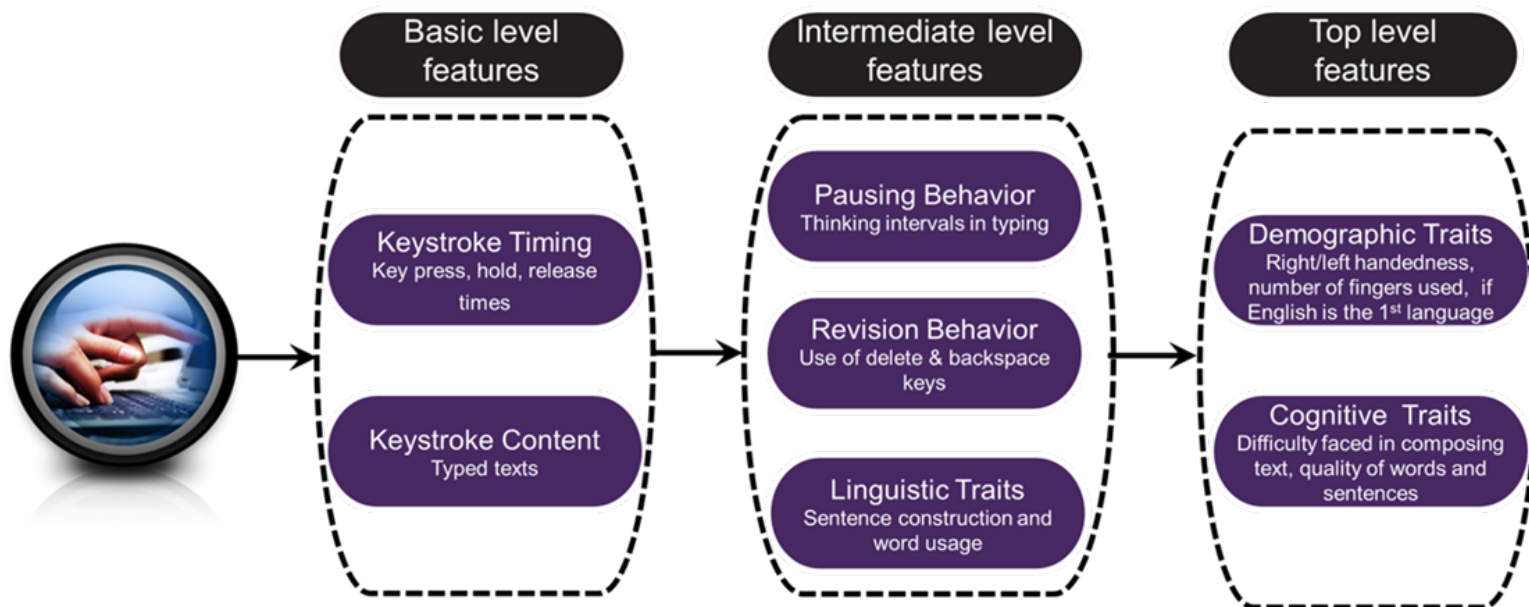 Basic level
features
Keystroke Timing
Key press, hold, release
times
Keystroke Content
Typed texts
Intermediate level
features
Pausing Behavior
Thinking intervals in typing
Revision Behavior
Use of delete & backspace
keys
Linguistic Traits
Sentence construction and
word usage
Top level
features
Demographic Traits
Right/left handedness,
number of fingers used, if
English is the 1st language
Cognitive Traits
Difficulty faced in composing
text, quality of words and
sentences